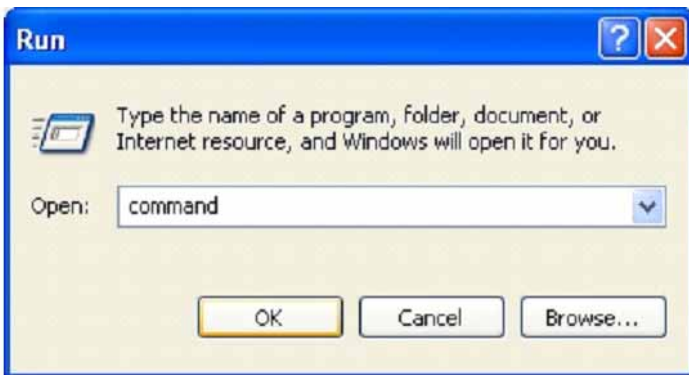 Run
Type the name of a program, folder, document, or
Internet resource, and Windows will open it for you.
Open: command
OK Cancel Browse...